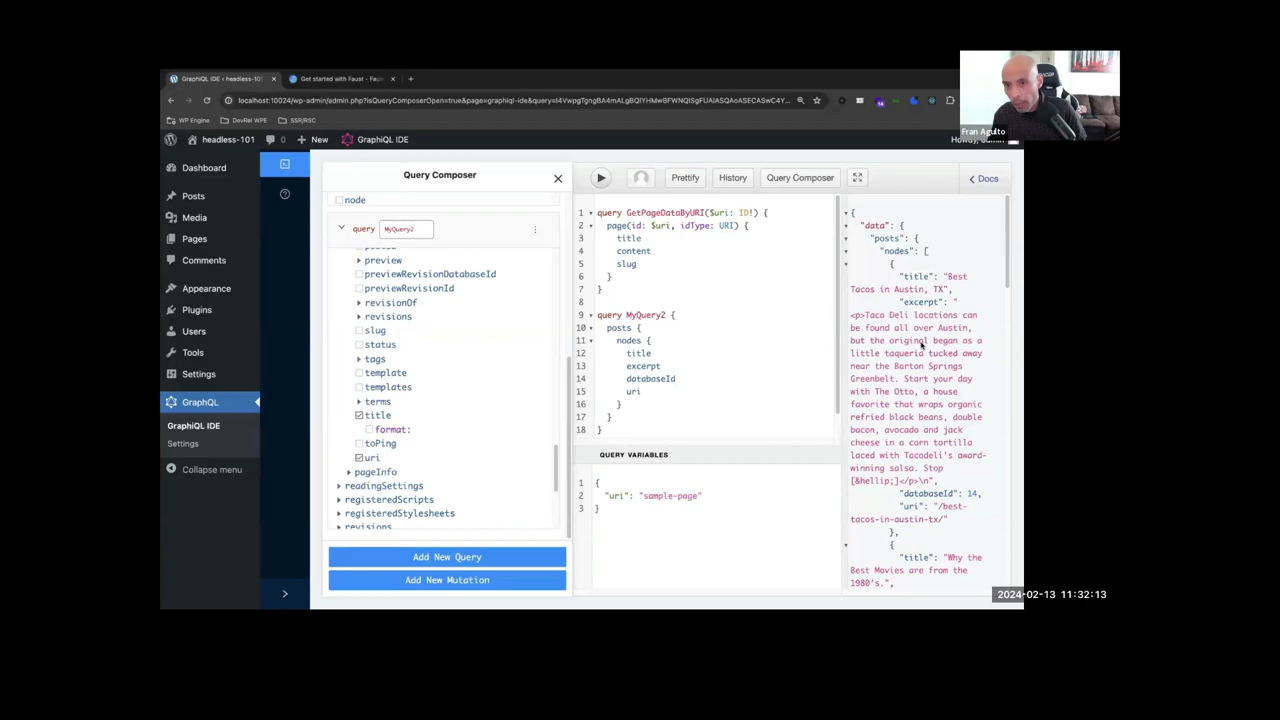 GraphiQL IDE ‹ headless-101
Get started with Faust - Faus
localhost:10024/wp-admin/admin.php?isQueryComposerOpen=true&page=graphiql-ide&query=
WP Engine
DevRel WPE
SSR/RSC
Fran Agulto
headless-101
0
New
GraphiQL IDE
Howdy, admin
Dashboard
Posts
Media
Pages
Comments
Appearance
Plugins
Users
Tools
Settings
GraphQL
GraphiQL IDE
Settings
Collapse menu
Query Composer
node
query
MyQuery2
preview
previewRevisionDatabaseId
previewRevisionId
revisionOf
revisions
slug
status
tags
template
templates
terms
title
format:
toPing
uri
pageInfo
readingSettings
registeredScripts
registeredStylesheets
revisions
Add New Query
Add New Mutation
Prettify
History
Query Composer
Docs
1 query GetPageDataByURI($uri: ID!) {
2 page(id: $uri, idType: URI) {
3 title
4 content
5 slug
6 }
7 }
8
9 query MyQuery2 {
10 posts {
11 nodes {
12 title
13 excerpt
14 databaseId
15 uri
16 }
17 }
18 }
QUERY VARIABLES
1 {
2 "uri": "sample-page"
3 }
{
"data": {
"posts": {
"nodes": [
{
"title": "Best
Tacos in Austin, TX",
"excerpt": "
<p>Taco Deli locations can
be found all over Austin,
but the original began as a
little taqueria tucked away
near the Barton Springs
Greenbelt. Start your day
with The Otto, a house
favorite that wraps organic
refried black beans, double
bacon, avocado and jack
cheese in a corn tortilla
laced with Tacodeli's award-
winning salsa. Stop
[&hellip;]</p>\n",
"databaseId": 14,
"uri": "/best-
tacos-in-austin-tx/"
},
{
"title": "Why the
Best Movies are from the
1980's.",
2024-02-13 11:32:13